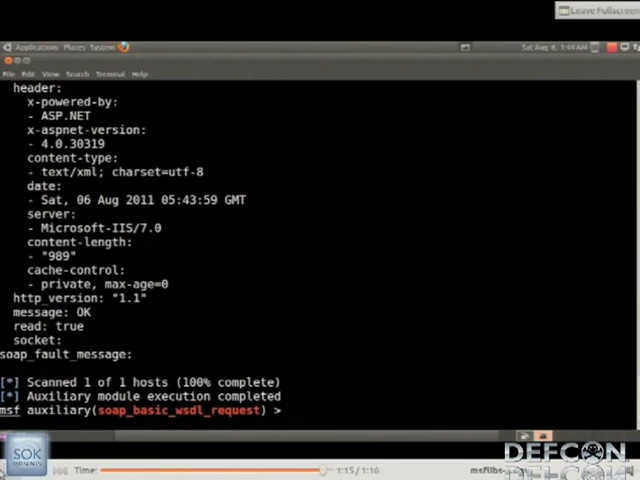 Leave Fullscreen
Applications Places System
Sat Aug 6, 1:44 AM
File Edit View Search Terminal Help
header:
x-powered-by:
- ASP.NET
x-aspnet-version:
- 4.0.30319
content-type:
- text/xml; charset=utf-8
date:
- Sat, 06 Aug 2011 05:43:59 GMT
server:
- Microsoft-IIS/7.0
content-length:
- "989"
cache-control:
- private, max-age=0
http_version: "1.1"
message: OK
read: true
socket:
soap_fault_message:
[*] Scanned 1 of 1 hosts (100% complete)
[*] Auxiliary module execution completed
msf auxiliary(soap_basic_wsdl_request) >
SOK
DEFCON
Time:
1:15 / 1:16